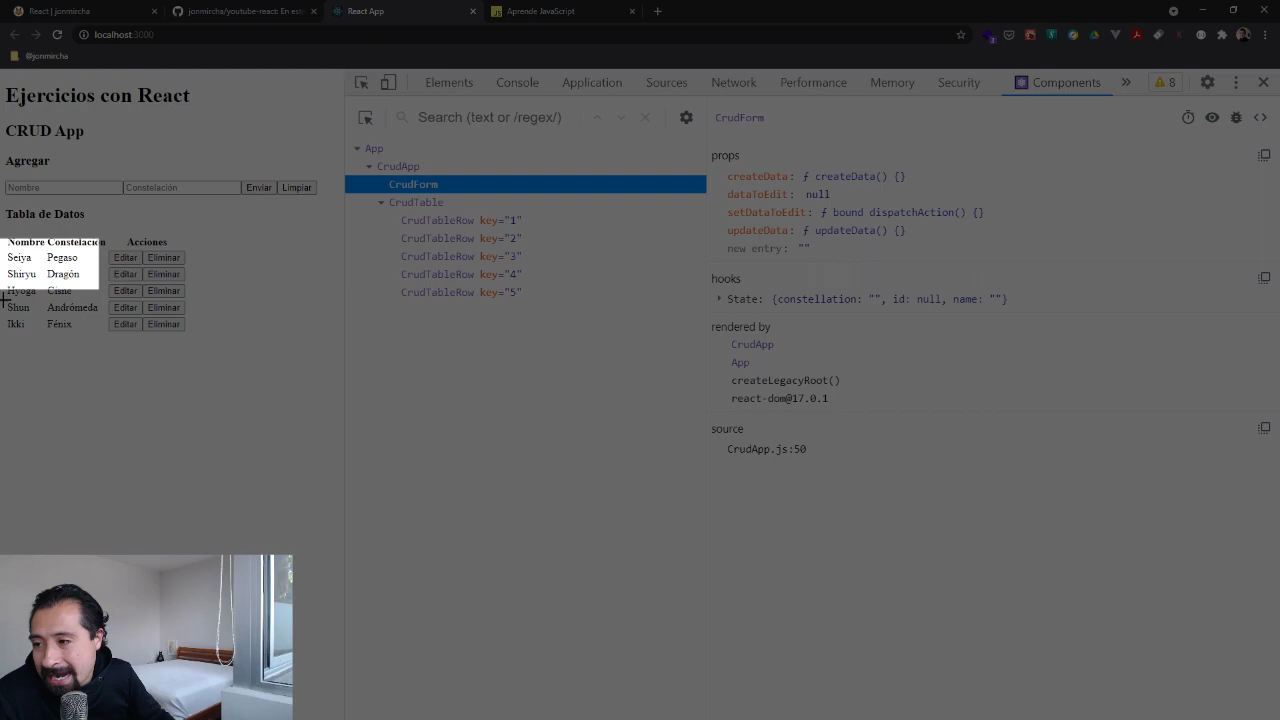 React | jonmircha
jonmircha/youtube-react: En est
React App
Aprende JavaScript
localhost:3000
@jonmircha
Ejercicios con React
CRUD App
Agregar
Nombre
Constelación
Enviar
Limpiar
Tabla de Datos
Nombre Constelación Acciones
Seiya Pegaso Editar Eliminar
Shiryu Dragón Editar Eliminar
Hyoga Cisne Editar Eliminar
Shun Andrómeda Editar Eliminar
Ikki Fénix Editar Eliminar
Elements Console Application Sources Network Performance Memory Security Components » 8
Search (text or /regex/)
App
CrudApp
CrudForm
CrudTable
CrudTableRow key="1"
CrudTableRow key="2"
CrudTableRow key="3"
CrudTableRow key="4"
CrudTableRow key="5"
CrudForm
props
createData: ƒ createData() {}
dataToEdit: null
setDataToEdit: ƒ bound dispatchAction() {}
updateData: ƒ updateData() {}
new entry: ""
hooks
State: {constellation: "", id: null, name: ""}
rendered by
CrudApp
App
createLegacyRoot()
react-dom@17.0.1
source
CrudApp.js:50